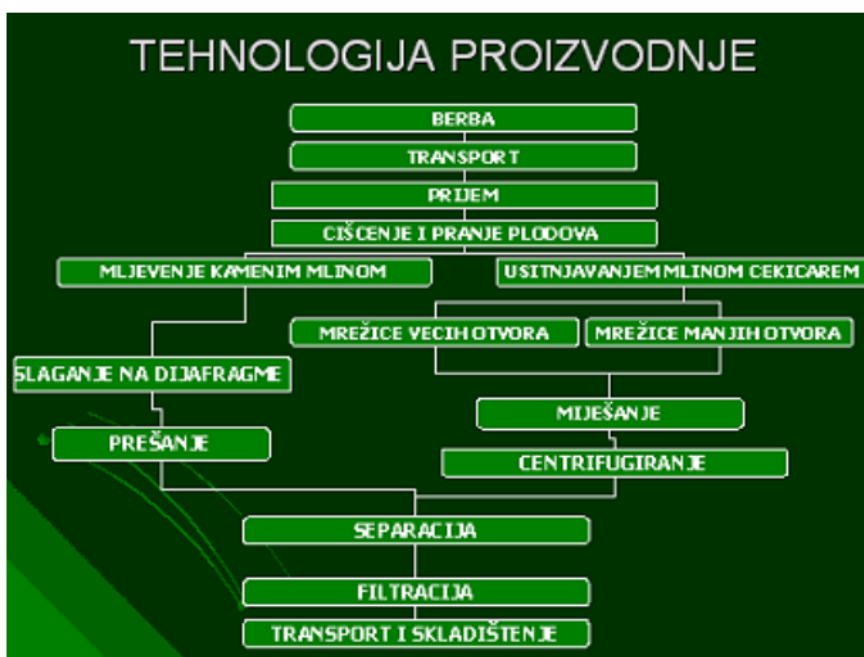 TEHNOLOGIJA PROIZVODNJE
BERBA
TRANSPORT
PRIJEM
CIŠCENJE I PRANJE PLODOVA
MLJEVENJE KAMENIM MLINOM
USITNJAVANJEM MLINOM CEKICAREM
MREŽICE VECIH OTVORA
MREŽICE MANJIH OTVORA
SLAGANJE NA DIJAFRAGME
MIJEŠANJE
PREŠANJE
CENTRIFUGIRANJE
SEPARACIJA
FILTRACIJA
TRANSPORT I SKLADIŠTENJE